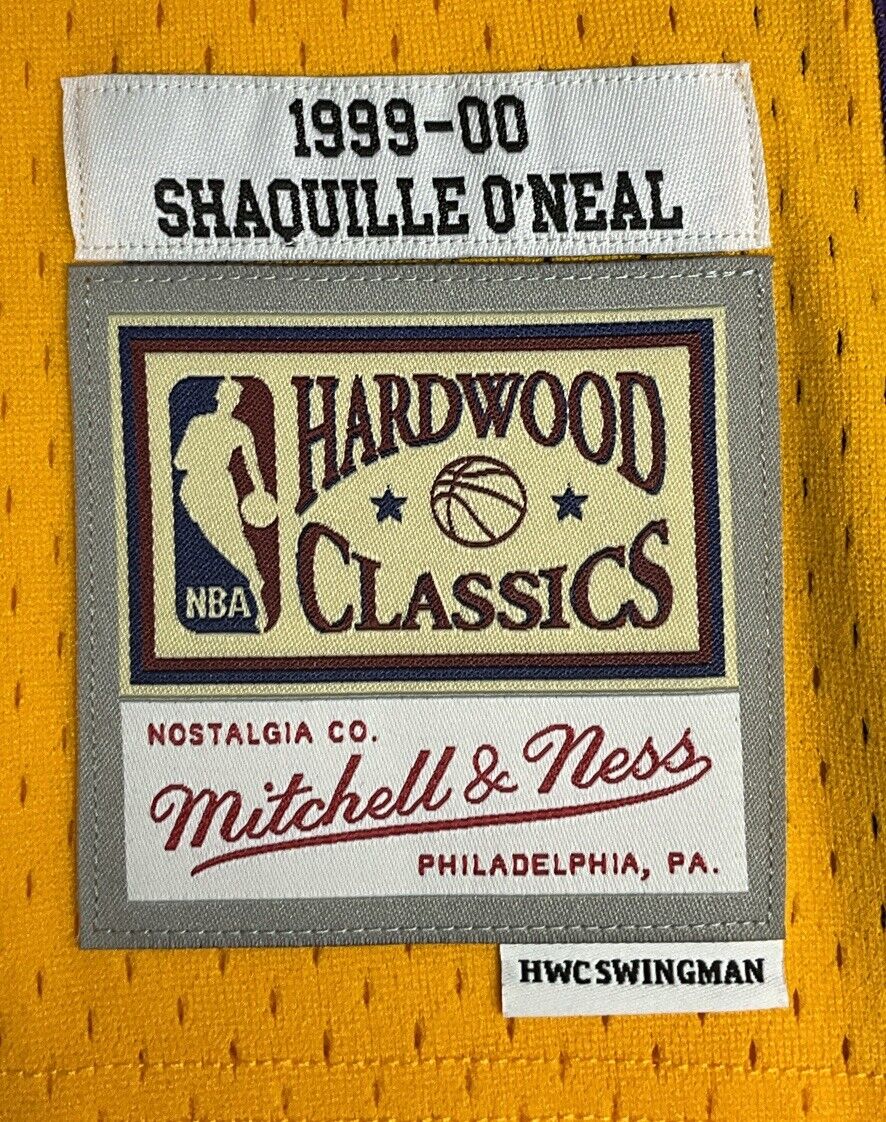 1999-00
SHAQUILLE O'NEAL
HARDWOOD
CLASSICS
NBA
NOSTALGIA CO.
Mitchell & Ness
PHILADELPHIA, PA.
HWC SWINGMAN